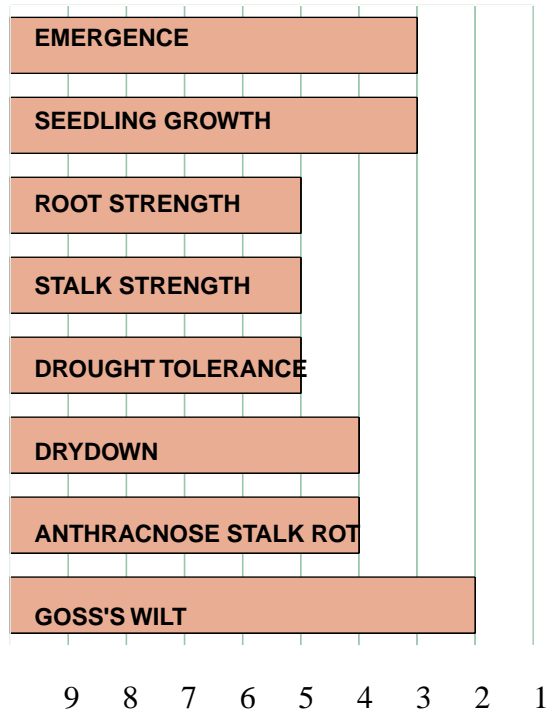 EMERGENCE
SEEDLING GROWTH
ROOT STRENGTH
STALK STRENGTH
DROUGHT TOLERANCE
DRYDOWN
ANTHRACNOSE STALK ROT
GOSS'S WILT
9 8 7 6 5 4 3 2 1